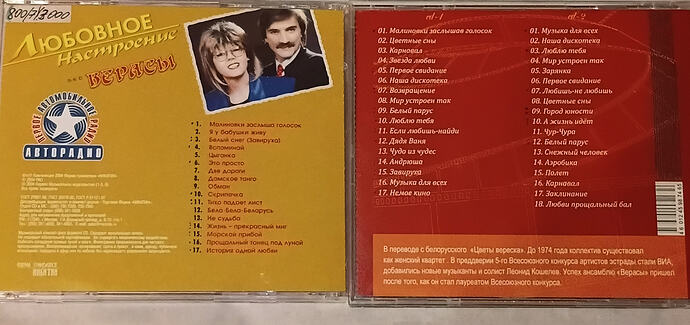 800/7/3000
Любовное
Настроение
ВИА ВЕРАСЫ
ПЕРВОЕ АВТОМОБИЛЬНОЕ РАДИО
АВТОРАДИО
1. Малиновки заслыша голосок
2. Я у бабушки живу
3. Белый снег (Завируха)
4. Вспоминай
5. Цыганка
6. Это просто
7. Две дороги
8. Дамское танго
9. Обман
10. Скрипачка
11. Тихо падает лист
12. Бела-Бела-Беларусь
13. Не судьба
14. Жизнь - прекрасный миг
15. Морской прибой
16. Прощальный танец под луной
17. История одной любви
НИКИТИН
cd-1
01. Малиновки заслышав голосок
02. Цветные сны
03. Карнавал
04. Звезда любви
05. Первое свидание
06. Наша дискотека
07. Возвращение
08. Мир устроен так
09. Белый парус
10. Люблю тебя
11. Если любишь-найди
12. Дядя Ваня
13. Чудо из чудес
14. Андрюша
15. Завируха
16. Музыка для всех
17. Немое кино
cd-2
01. Музыка для всех
02. Наша дискотека
03. Люблю тебя
04. Мир устроен так
05. Зарянка
06. Первое свидание
07. Любишь-не любишь
08. Цветные сны
09. Город юности
10. А жизнь идёт
11. Чур-Чура
12. Белый парус
13. Снежный человек
14. Аэробика
15. Полет
16. Карнавал
17. Заклинание
18. Любви прощальный бал
В переводе с белорусского «Цветы вереска». До 1974 года коллектив существовал
как женский квартет . В преддверии 5-го Всесоюзного конкурса артистов эстрады стали ВИА,
добавились новые музыканты и солист Леонид Кошелев. Успех ансамблю «Верасы» пришел
после того, как он стал лауреатом Всесоюзного конкурса.